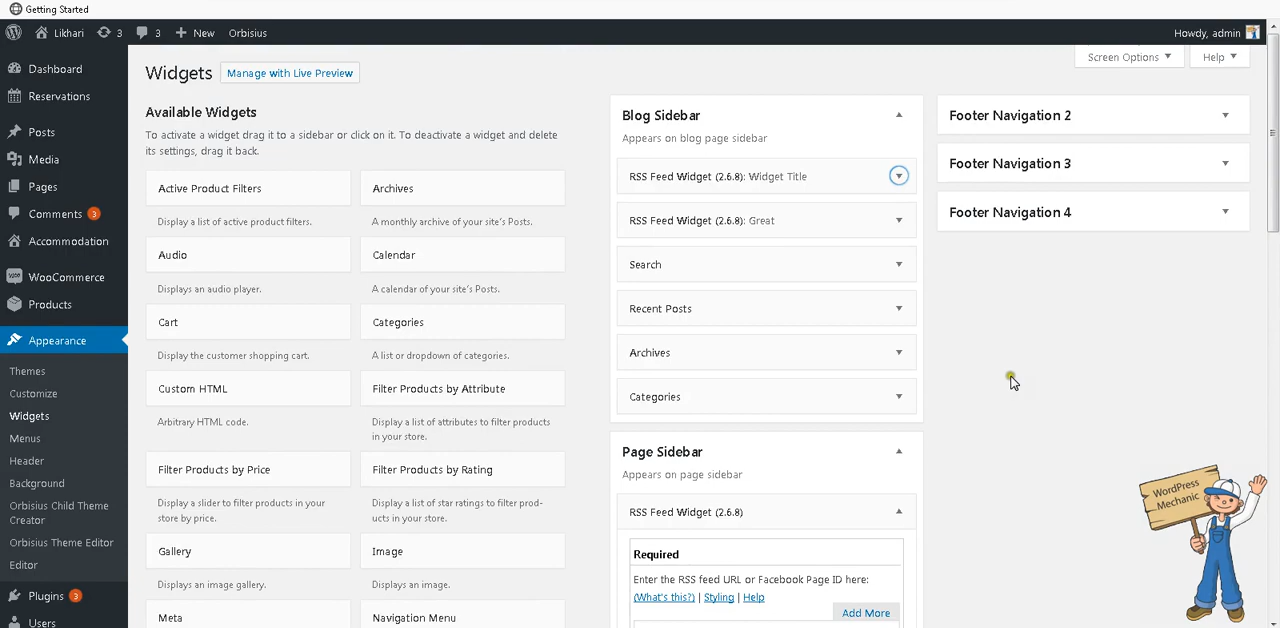 Getting Started
Likhari 3 3 New Orbisius Howdy, admin
Dashboard
Reservations
Posts
Media
Pages
Comments 3
Accommodation
WooCommerce
Products
Appearance
Themes
Customize
Widgets
Menus
Header
Background
Orbisius Child Theme
Creator
Orbisius Theme Editor
Editor
Plugins 3
Users
Screen Options Help
Widgets Manage with Live Preview
Available Widgets
To activate a widget drag it to a sidebar or click on it. To deactivate a widget and delete
its settings, drag it back.
Active Product Filters
Display a list of active product filters.
Archives
A monthly archive of your site's Posts.
Audio
Displays an audio player.
Calendar
A calendar of your site's Posts.
Cart
Display the customer shopping cart.
Categories
A list or dropdown of categories.
Custom HTML
Arbitrary HTML code.
Filter Products by Attribute
Display a list of attributes to filter products
in your store.
Filter Products by Price
Display a slider to filter products in your
store by price.
Filter Products by Rating
Display a list of star ratings to filter prod-
ucts in your store.
Gallery
Displays an image gallery.
Image
Displays an image.
Meta
Navigation Menu
Blog Sidebar
Appears on blog page sidebar
RSS Feed Widget (2.6.8): Widget Title
RSS Feed Widget (2.6.8): Great
Search
Recent Posts
Archives
Categories
Page Sidebar
Appears on page sidebar
RSS Feed Widget (2.6.8)
Required
Enter the RSS feed URL or Facebook Page ID here:
(What's this?) | Styling | Help
Add More
Footer Navigation 2
Footer Navigation 3
Footer Navigation 4
WordPress
Mechanic